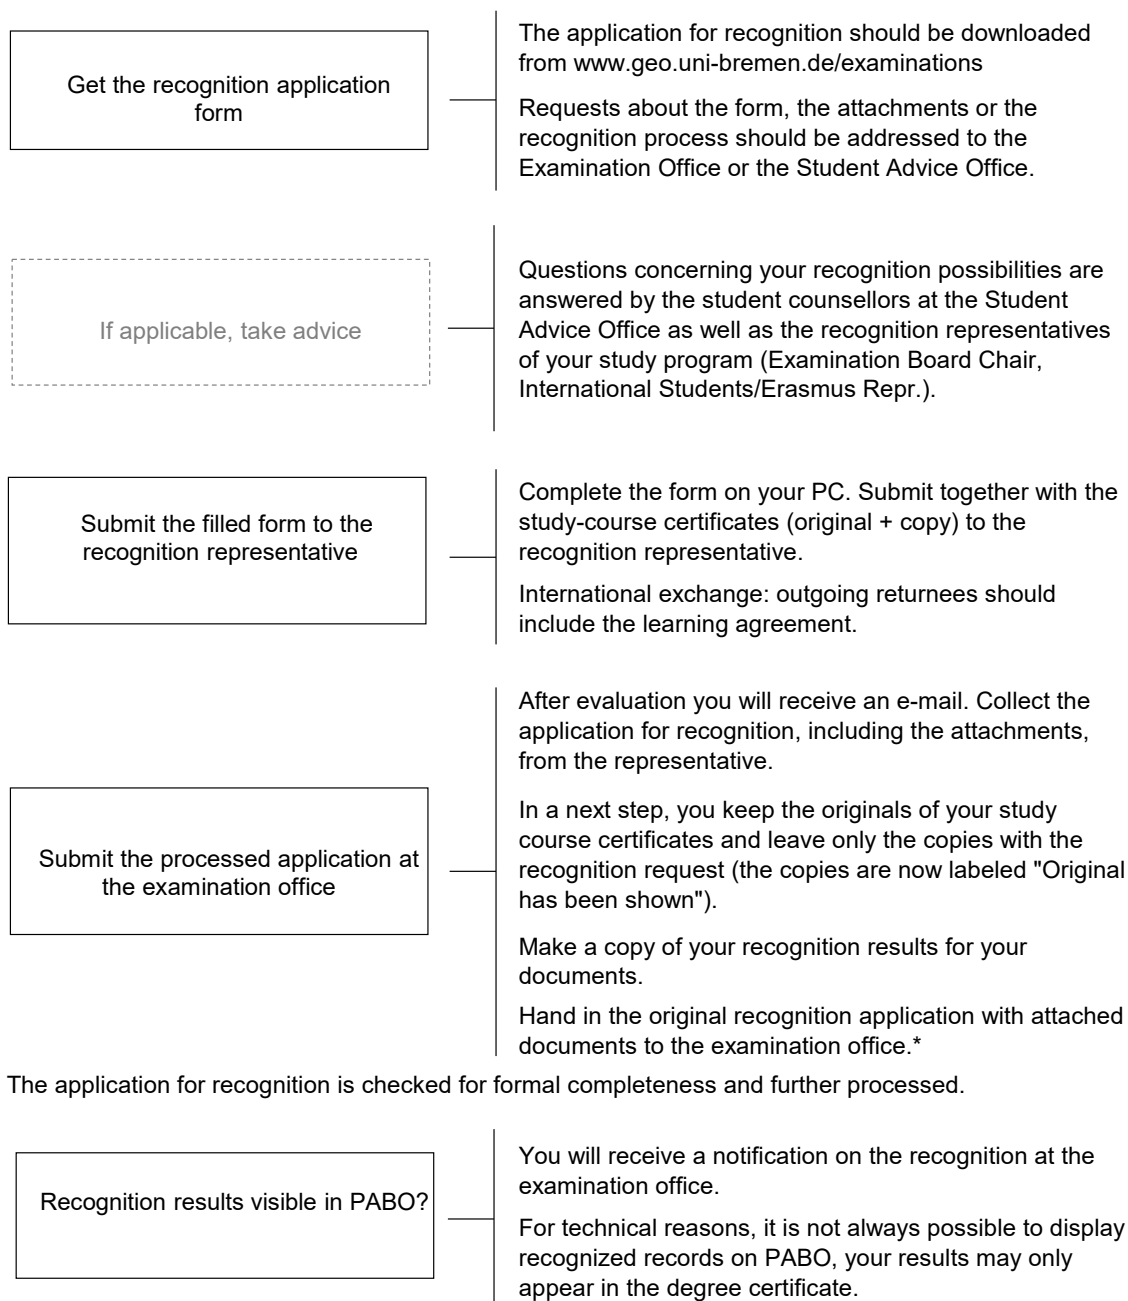 Get the recognition application
form
The application for recognition should be downloaded
from www.geo.uni-bremen.de/examinations
Requests about the form, the attachments or the
recognition process should be addressed to the
Examination Office or the Student Advice Office.
If applicable, take advice
Questions concerning your recognition possibilities are
answered by the student counsellors at the Student
Advice Office as well as the recognition representatives
of your study program (Examination Board Chair,
International Students/Erasmus Repr.).
Submit the filled form to the
recognition representative
Complete the form on your PC. Submit together with the
study-course certificates (original + copy) to the
recognition representative.
International exchange: outgoing returnees should
include the learning agreement.
Submit the processed application at
the examination office
After evaluation you will receive an e-mail. Collect the
application for recognition, including the attachments,
from the representative.
In a next step, you keep the originals of your study
course certificates and leave only the copies with the
recognition request (the copies are now labeled "Original
has been shown").
Make a copy of your recognition results for your
documents.
Hand in the original recognition application with attached
documents to the examination office.*
The application for recognition is checked for formal completeness and further processed.
Recognition results visible in PABO?
You will receive a notification on the recognition at the
examination office.
For technical reasons, it is not always possible to display
recognized records on PABO, your results may only
appear in the degree certificate.